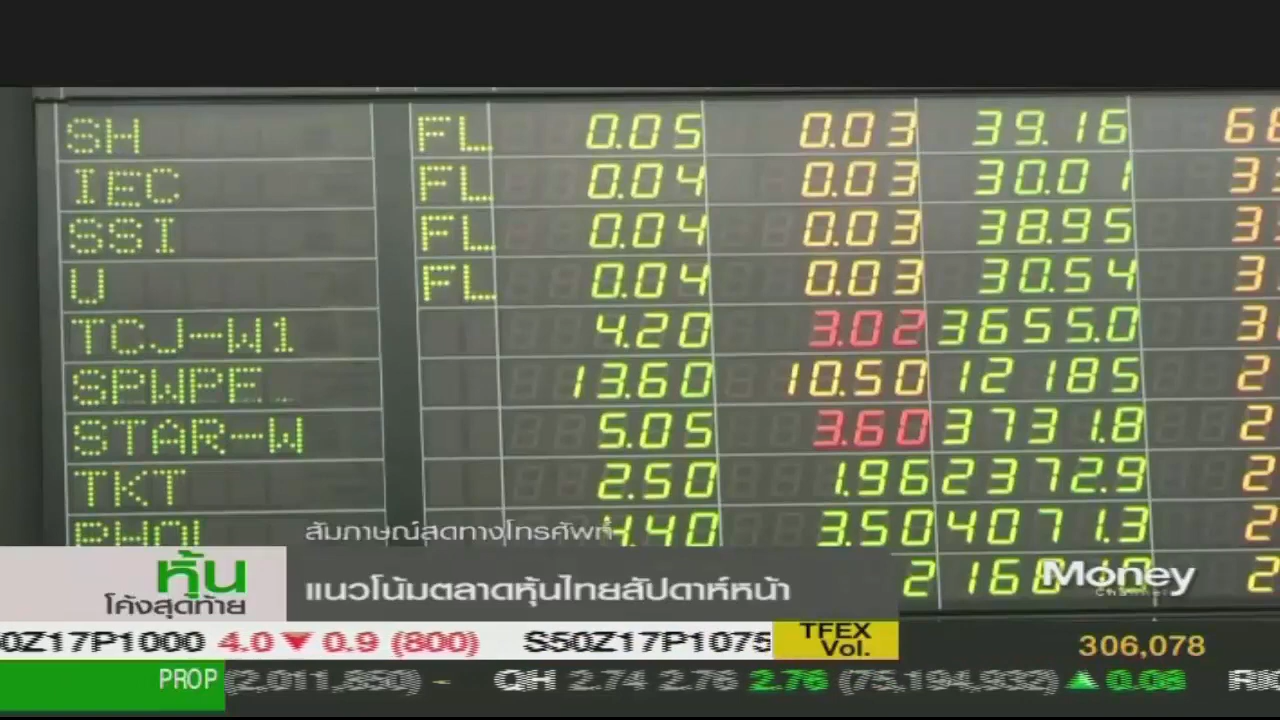 SH FL 0.05 0.03 39.16
IEC FL 0.04 0.03 30.01
SSI FL 0.04 0.03 38.95
U FL 0.04 0.03 30.54
TCJ-W1 4.20 3.02 3655.0
SPWPE 13.60 10.50 12185
STAR-W 5.05 3.60 3731.8
TKT 2.50 1.96 2372.9
4.40 3.50 4071.3
สัมภาษณ์สดทางโทรศัพท์
หุ้น
โค้งสุดท้าย
แนวโน้มตลาดหุ้นไทยสัปดาห์หน้า
Money
Channel
0Z17P1000 4.0 ▼ 0.9 (800) S50Z17P1075
TFEX
Vol.
306,078
PROP (2,011,850) - QH 2.74 2.76 2.76 (75,194,932) ▲ 0.08